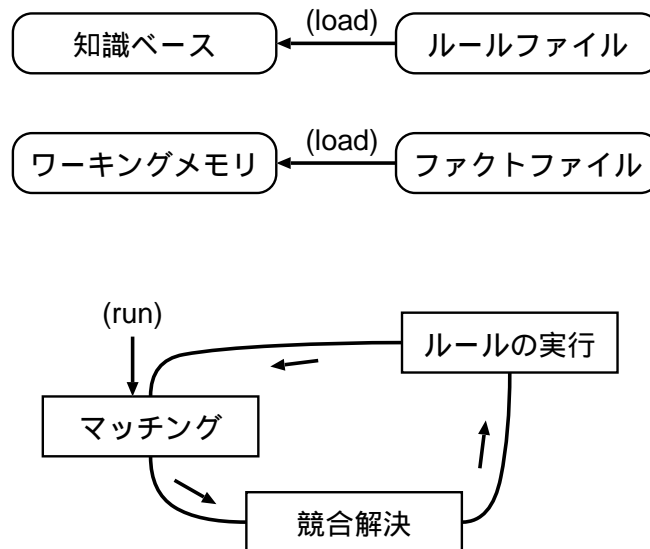 (load)
知識ベース
ルールファイル
(load)
ワーキングメモリ
ファクトファイル
(run)
ルールの実行
マッチング
競合解決